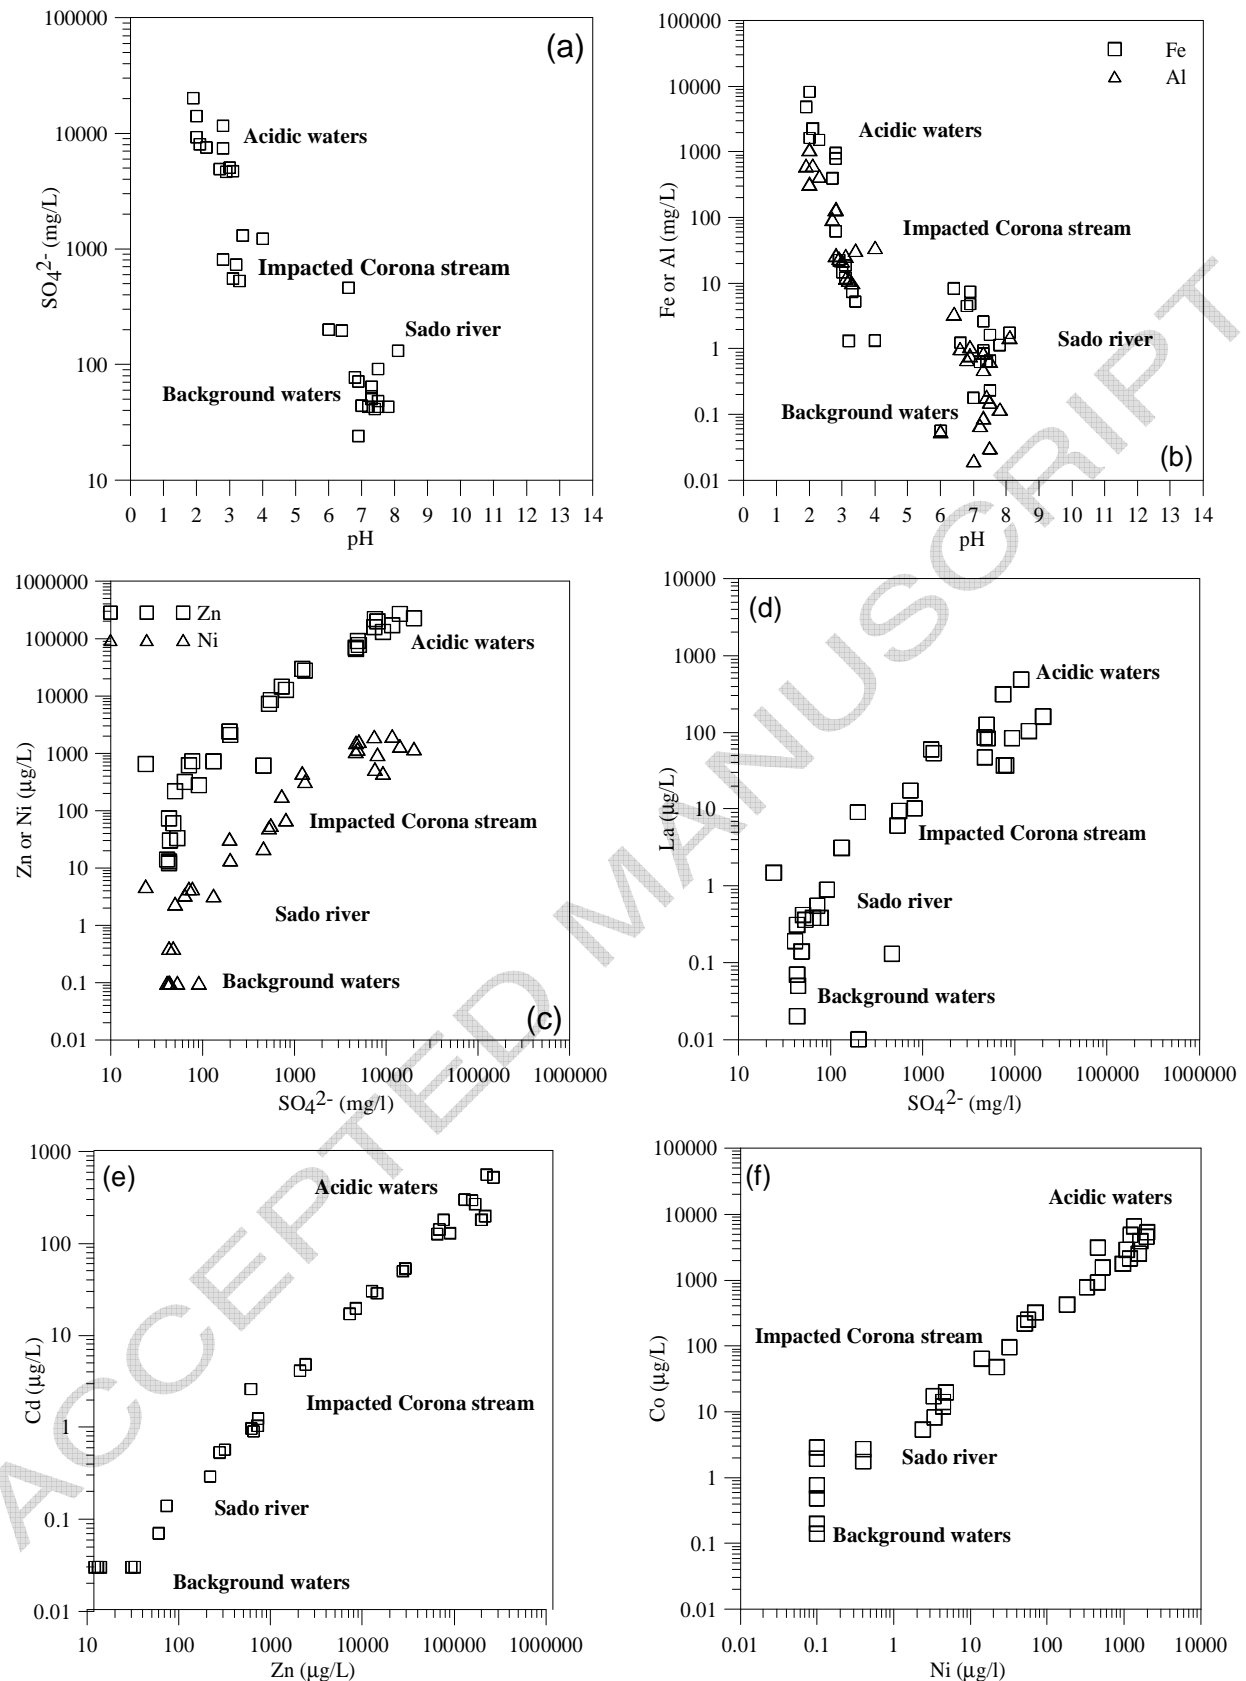 (a)
100000
10000
1000
100
10
SO4^2- (mg/L)
Acidic waters
Impacted Corona stream
Sado river
Background waters
0 1 2 3 4 5 6 7 8 9 10 11 12 13 14
pH
(b)
100000
10000
1000
100
10
1
0.1
0.01
Fe or Al (mg/L)
Fe
Al
Acidic waters
Impacted Corona stream
Sado river
Background waters
0 1 2 3 4 5 6 7 8 9 10 11 12 13 14
pH
(c)
1000000
100000
10000
1000
100
10
1
0.1
0.01
Zn or Ni (µg/L)
Zn
Ni
Acidic waters
Impacted Corona stream
Sado river
Background waters
10 100 1000 10000 100000 1000000
SO4^2- (mg/l)
(d)
10000
1000
100
10
1
0.1
0.01
La (µg/L)
Acidic waters
Impacted Corona stream
Sado river
Background waters
10 100 1000 10000 100000 1000000
SO4^2- (mg/l)
(e)
1000
100
10
1
0.1
0.01
Cd (µg/L)
Acidic waters
Impacted Corona stream
Sado river
Background waters
10 100 1000 10000 100000 1000000
Zn (µg/L)
(f)
100000
10000
1000
100
10
1
0.1
0.01
Co (µg/L)
Acidic waters
Impacted Corona stream
Sado river
Background waters
0.01 0.1 1 10 100 1000 10000
Ni (µg/l)
ACCEPTED MANUSCRIPT